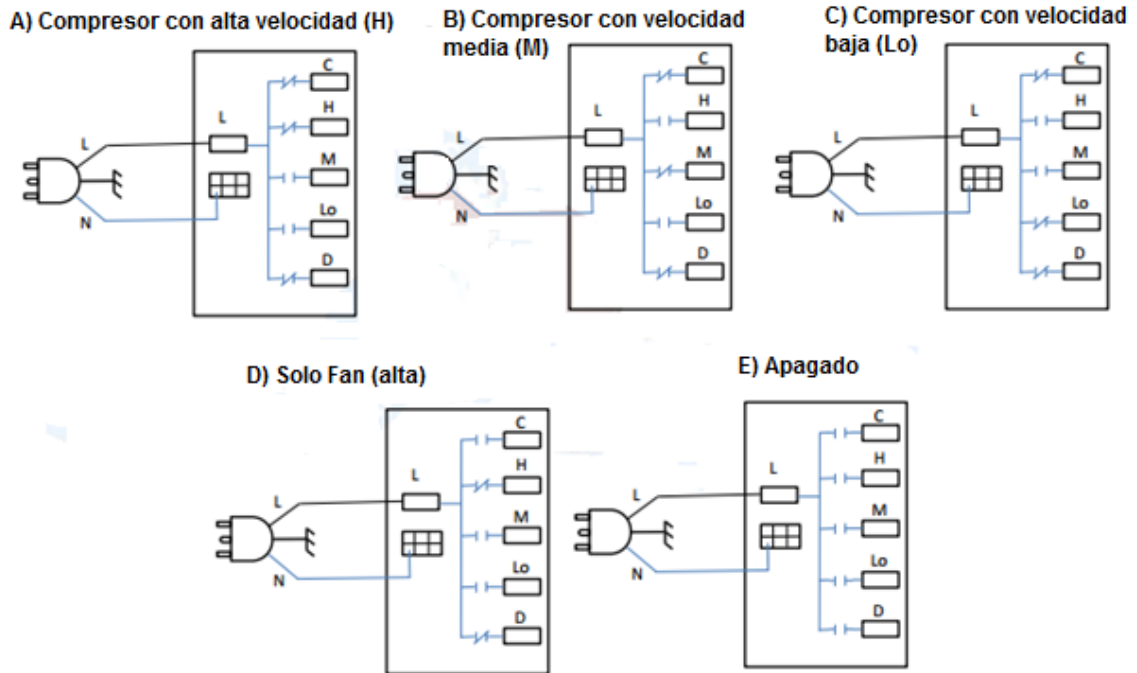 A) Compresor con alta velocidad (H)
C
H
L
L
M
N
Lo
D
B) Compresor con velocidad
media (M)
C
H
L
L
M
N
Lo
D
C) Compresor con velocidad
baja (Lo)
C
H
L
L
M
N
Lo
D
D) Solo Fan (alta)
C
H
L
L
M
N
Lo
D
E) Apagado
C
H
L
L
M
N
Lo
D